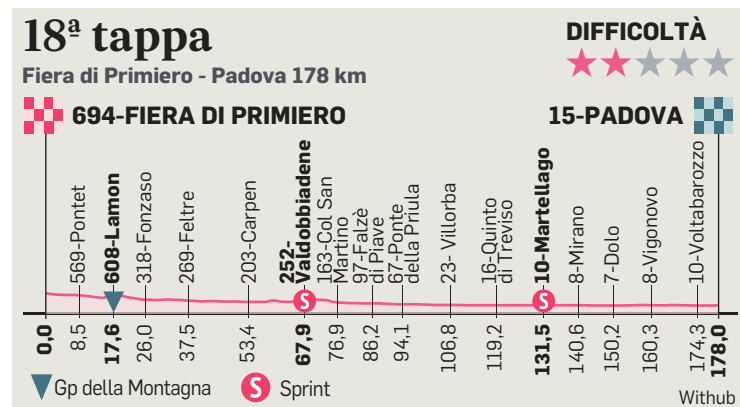 18ª tappa
DIFFICOLTÀ
Fiera di Primiero - Padova 178 km
694-FIERA DI PRIMIERO
15-PADOVA
569-Pontet
608-Lamon
318-Fonzaso
269-Feltre
203-Carpen
252-
Valdobbiadene
163-Col San
Martino
97-Falzè
di Piave
67-Ponte
della Priula
23- Villorba
16-Quinto
di Treviso
10-Martellago
8-Mirano
7-Dolo
8-Vigonovo
10-Voltabarozzo
S
S
0,0
8,5
17,6
26,0
37,5
53,4
67,9
76,9
86,2
94,1
106,8
119,2
131,5
140,6
150,2
160,3
174,3
178,0
Gp della Montagna
S Sprint
Withub